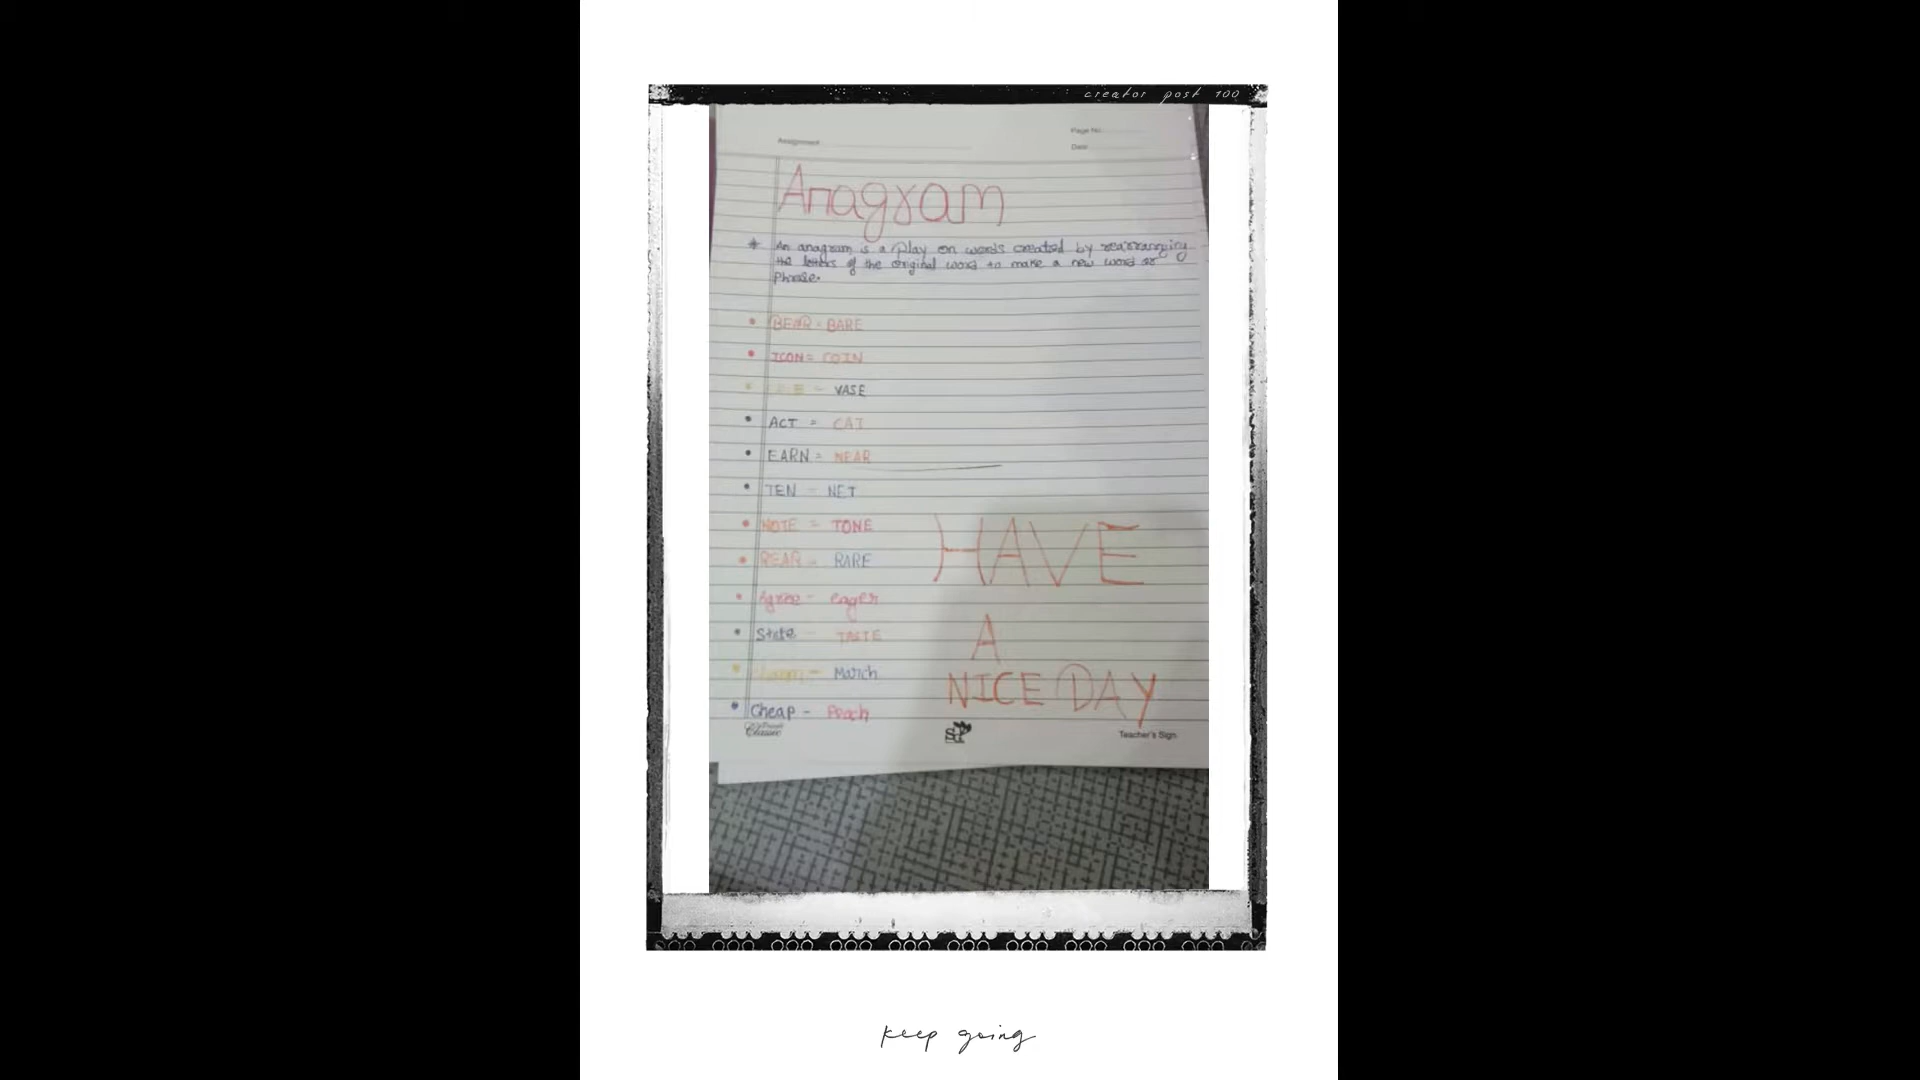 creator post 100
Assignment
Page No.
Date
Anagram
* An anagram is a play on words created by rearranging
the letters of the original word to make a new word or
Phrase.
• BEAR = BARE
• ICON = COIN
= VASE
• ACT = CAT
• EARN = NEAR
• TEN - NET
• NOTE = TONE
• REAR - RARE
• Agree - eager
• State - TASTE
- March
• Cheap - Peach
HAVE
A
NICE DAY
Classic
Teacher's Sign
keep going